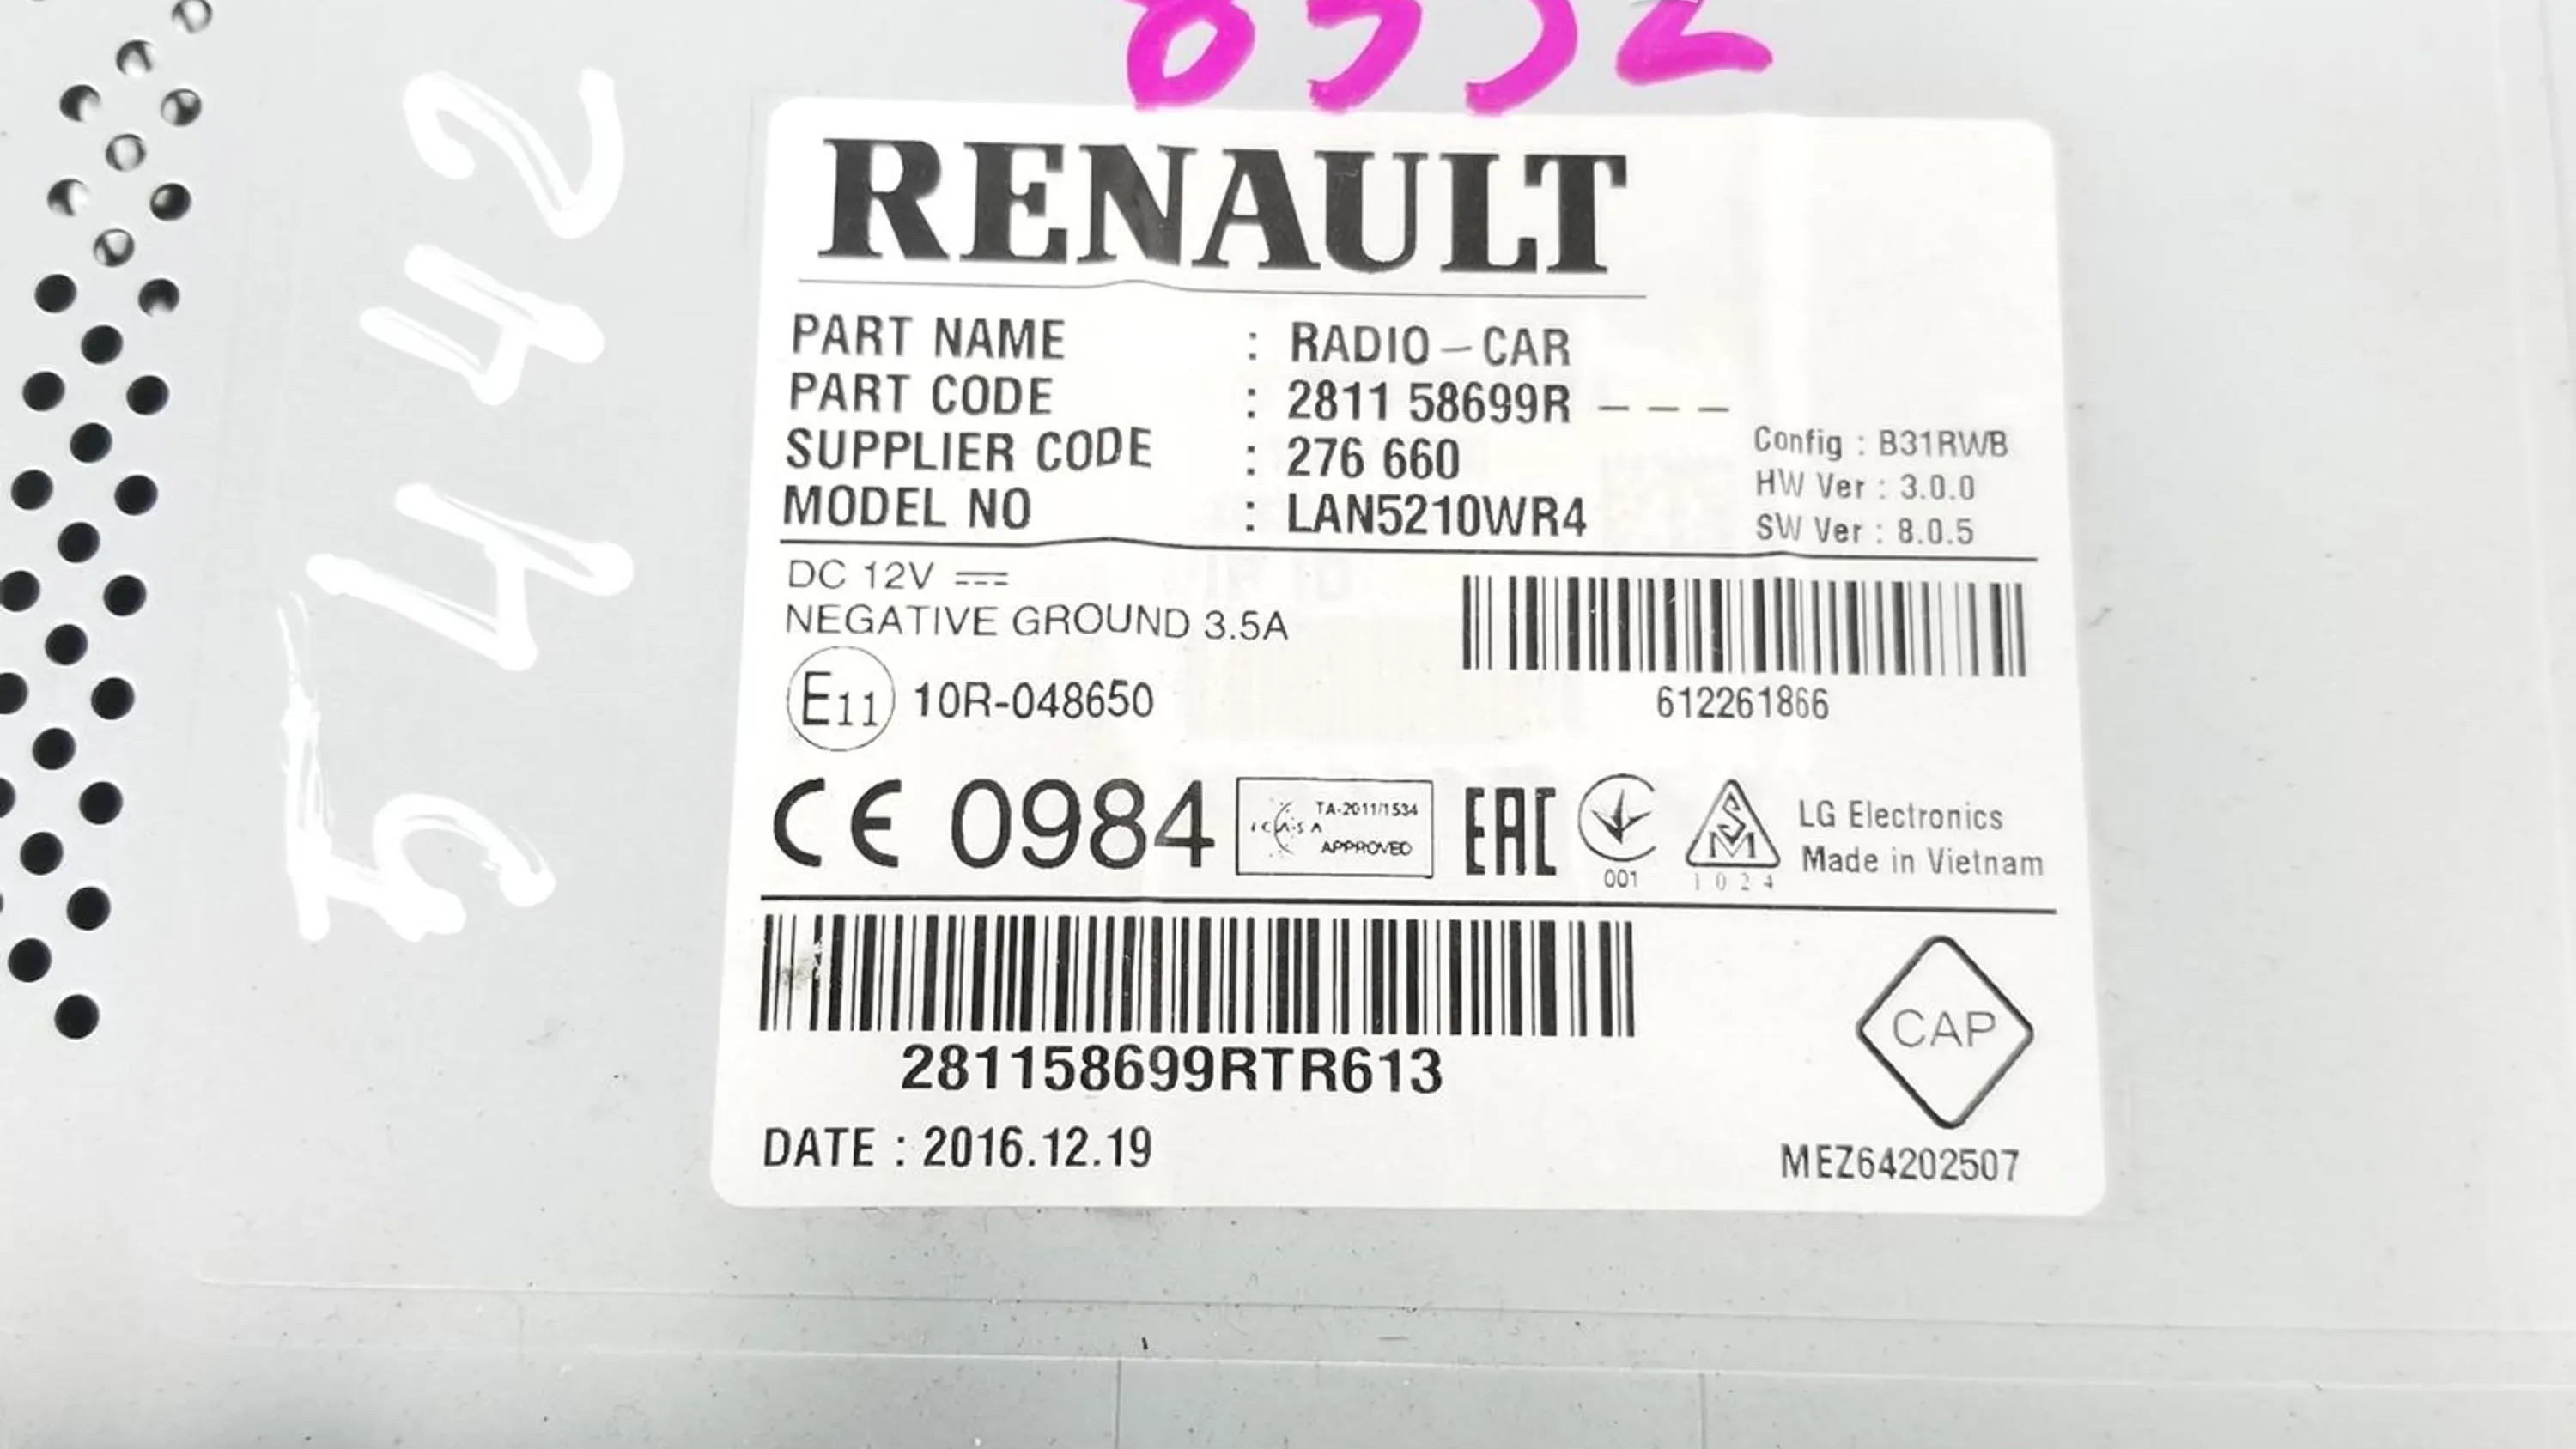 5442
RENAULT
PART NAME : RADIO-CAR
PART CODE : 2811 58699R ---
SUPPLIER CODE : 276 660
MODEL NO : LAN5210WR4
Config : B31RWB
HW Ver : 3.0.0
SW Ver : 8.0.5
DC 12V
NEGATIVE GROUND 3.5A
E11 10R-048650
612261866
CE 0984
ICASA
TA-2011/1534
APPROVED
EAC
001
SM
1024
LG Electronics
Made in Vietnam
281158699RTR613
CAP
DATE : 2016.12.19
MEZ64202507